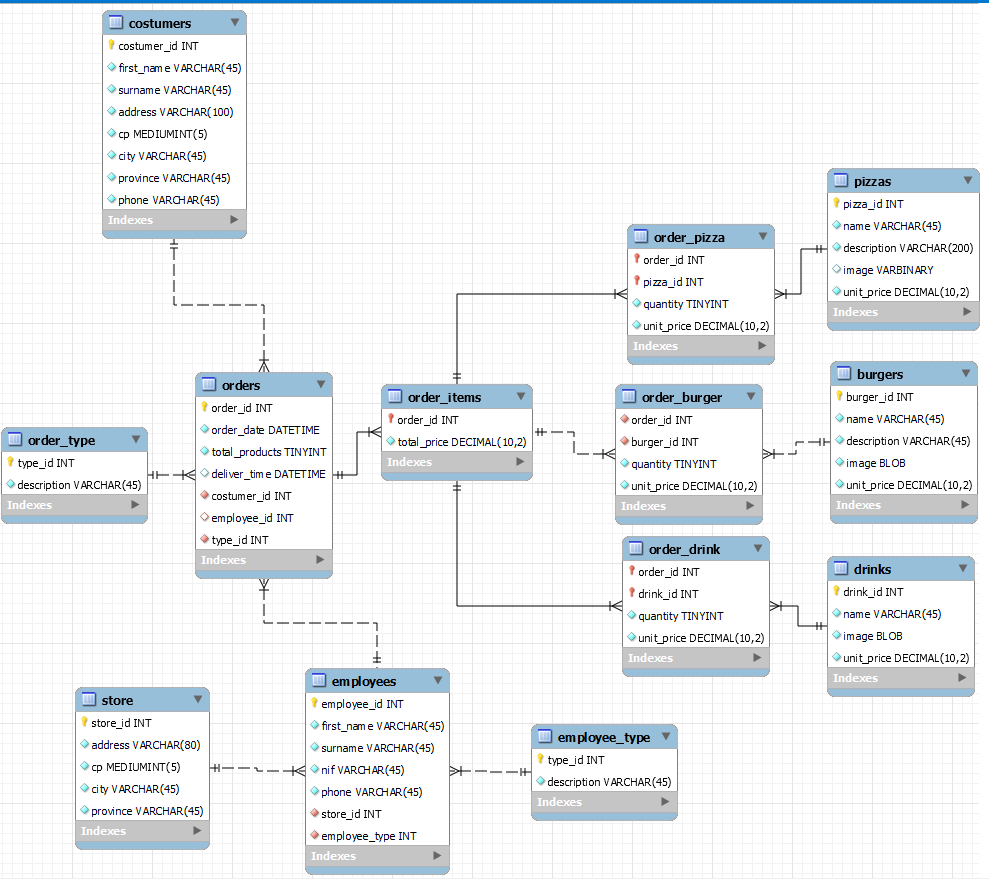 costumers
costumer_id INT
first_name VARCHAR(45)
surname VARCHAR(45)
address VARCHAR(100)
cp MEDIUMINT(5)
city VARCHAR(45)
province VARCHAR(45)
phone VARCHAR(45)
Indexes
pizzas
pizza_id INT
name VARCHAR(45)
description VARCHAR(200)
image VARBINARY
unit_price DECIMAL(10,2)
Indexes
order_pizza
order_id INT
pizza_id INT
quantity TINYINT
unit_price DECIMAL(10,2)
Indexes
orders
order_id INT
order_date DATETIME
total_products TINYINT
deliver_time DATETIME
costumer_id INT
employee_id INT
type_id INT
Indexes
order_items
order_id INT
total_price DECIMAL(10,2)
Indexes
order_burger
order_id INT
burger_id INT
quantity TINYINT
unit_price DECIMAL(10,2)
Indexes
burgers
burger_id INT
name VARCHAR(45)
description VARCHAR(45)
image BLOB
unit_price DECIMAL(10,2)
Indexes
order_type
type_id INT
description VARCHAR(45)
Indexes
order_drink
order_id INT
drink_id INT
quantity TINYINT
unit_price DECIMAL(10,2)
Indexes
drinks
drink_id INT
name VARCHAR(45)
image BLOB
unit_price DECIMAL(10,2)
Indexes
store
store_id INT
address VARCHAR(80)
cp MEDIUMINT(5)
city VARCHAR(45)
province VARCHAR(45)
Indexes
employees
employee_id INT
first_name VARCHAR(45)
surname VARCHAR(45)
nif VARCHAR(45)
phone VARCHAR(45)
store_id INT
employee_type INT
Indexes
employee_type
type_id INT
description VARCHAR(45)
Indexes